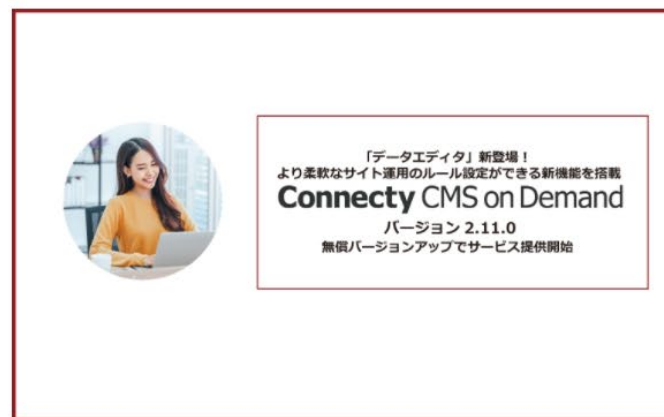 「データエディタ」新登場！
より柔軟なサイト運用のルール設定ができる新機能を搭載
Connecty CMS on Demand
バージョン 2.11.0
無償バージョンアップでサービス提供開始